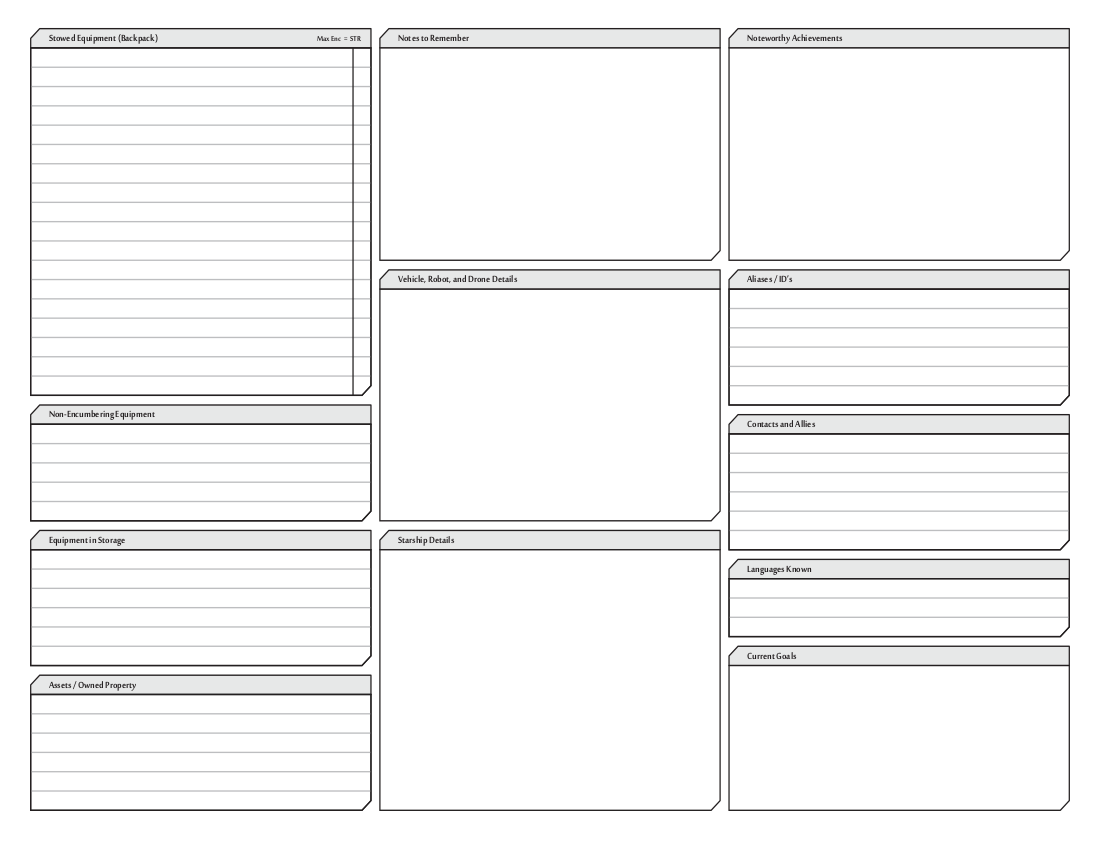 Stowed Equipment (Backpack) Max Enc = STR
Non-Encumbering Equipment
Equipment in Storage
Assets / Owned Property
Notes to Remember
Vehicle, Robot, and Drone Details
Starship Details
Noteworthy Achievements
Aliases / ID's
Contacts and Allies
Languages Known
Current Goals